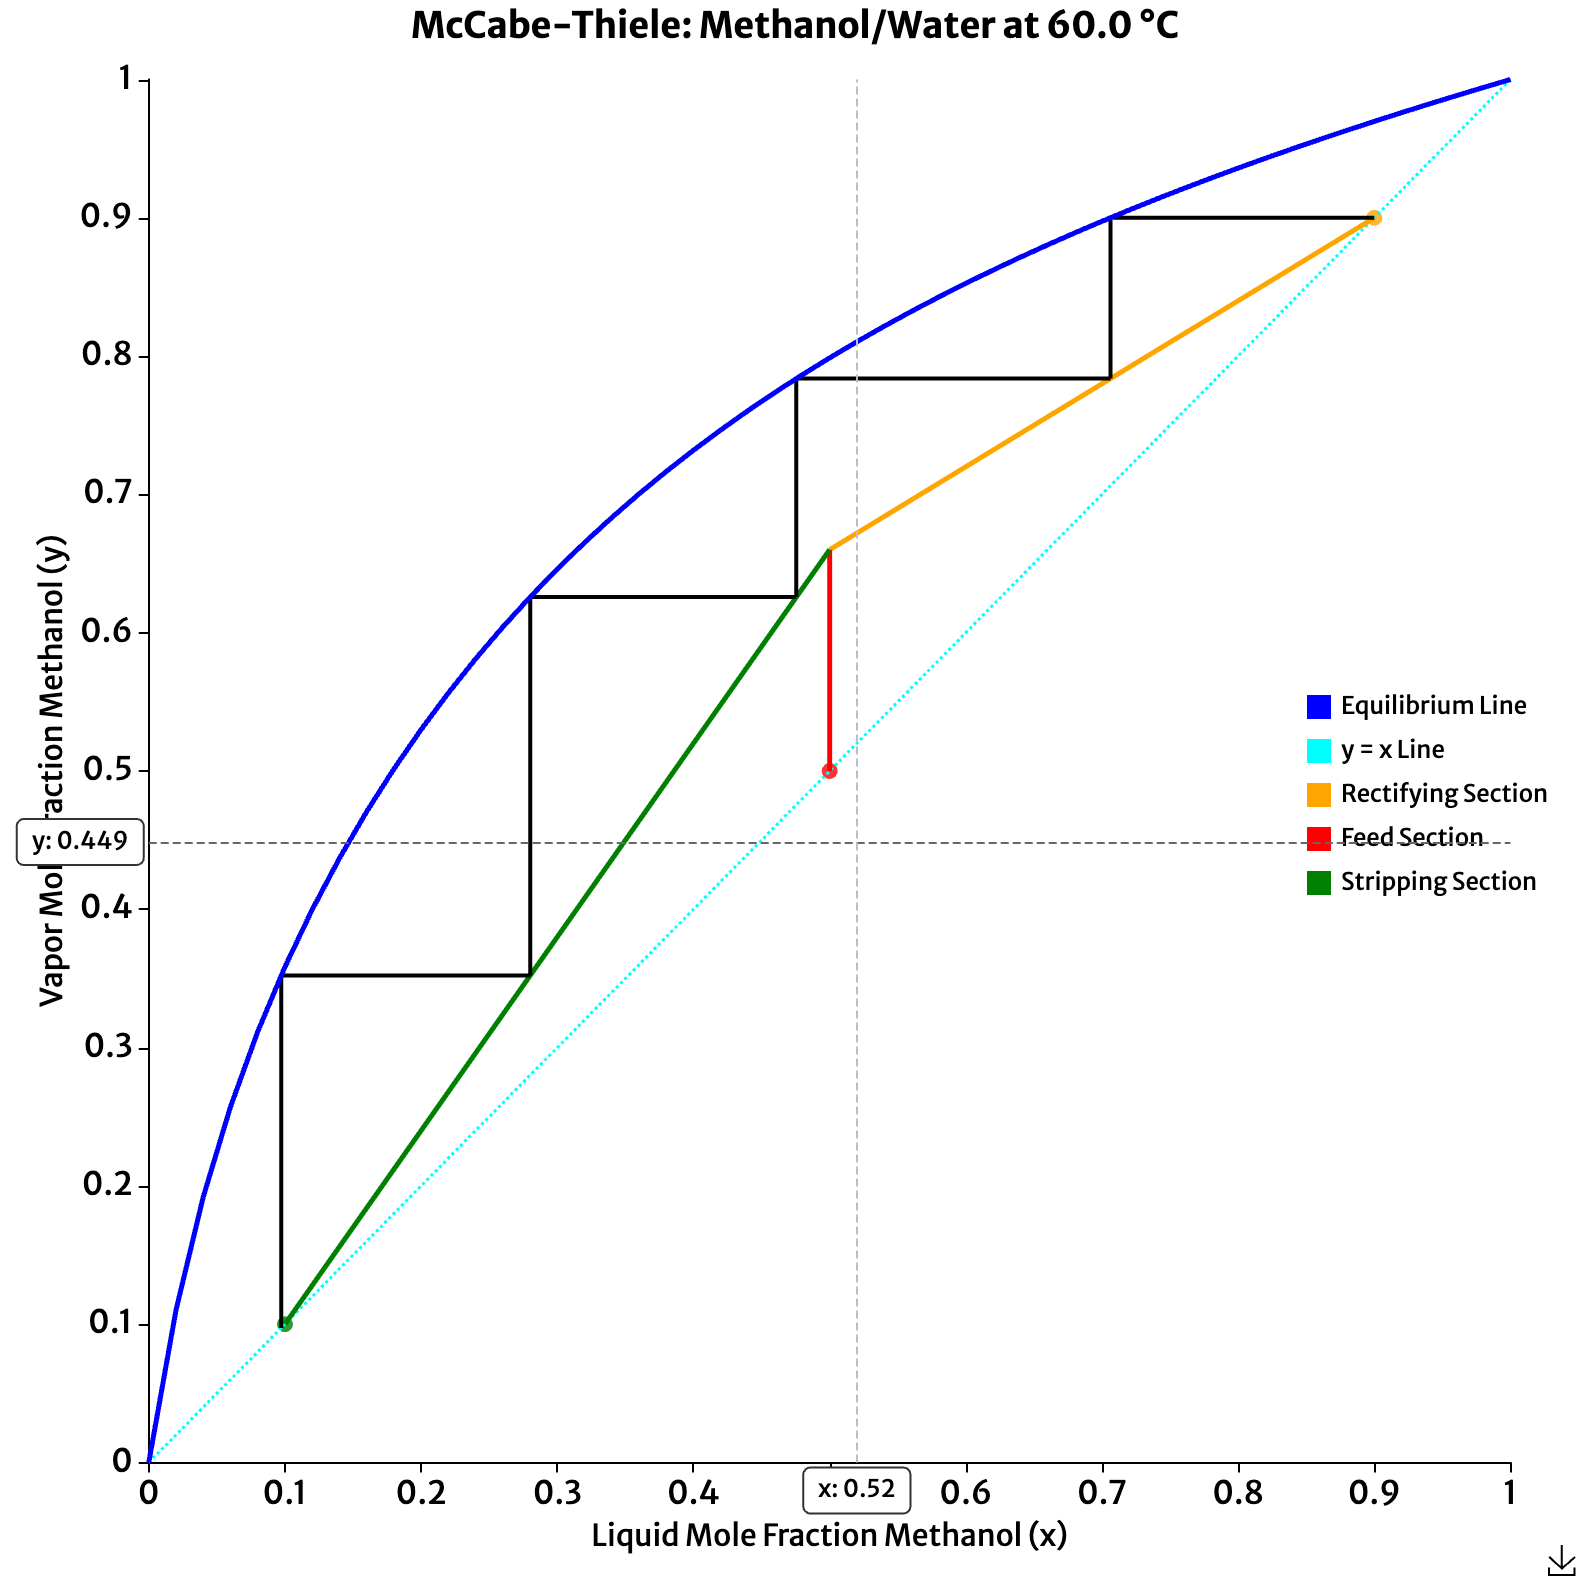 McCabe-Thiele: Methanol/Water at 60.0 °C
1
0.9
0.8
0.7
0.6
0.5
0.4
0.3
0.2
0.1
0
Vapor Mol raction Methanol (y)
y: 0.449
Equilibrium Line
y = x Line
Rectifying Section
Feed Section
Stripping Section
0 0.1 0.2 0.3 0.4 x: 0.52 0.6 0.7 0.8 0.9 1
Liquid Mole Fraction Methanol (x)